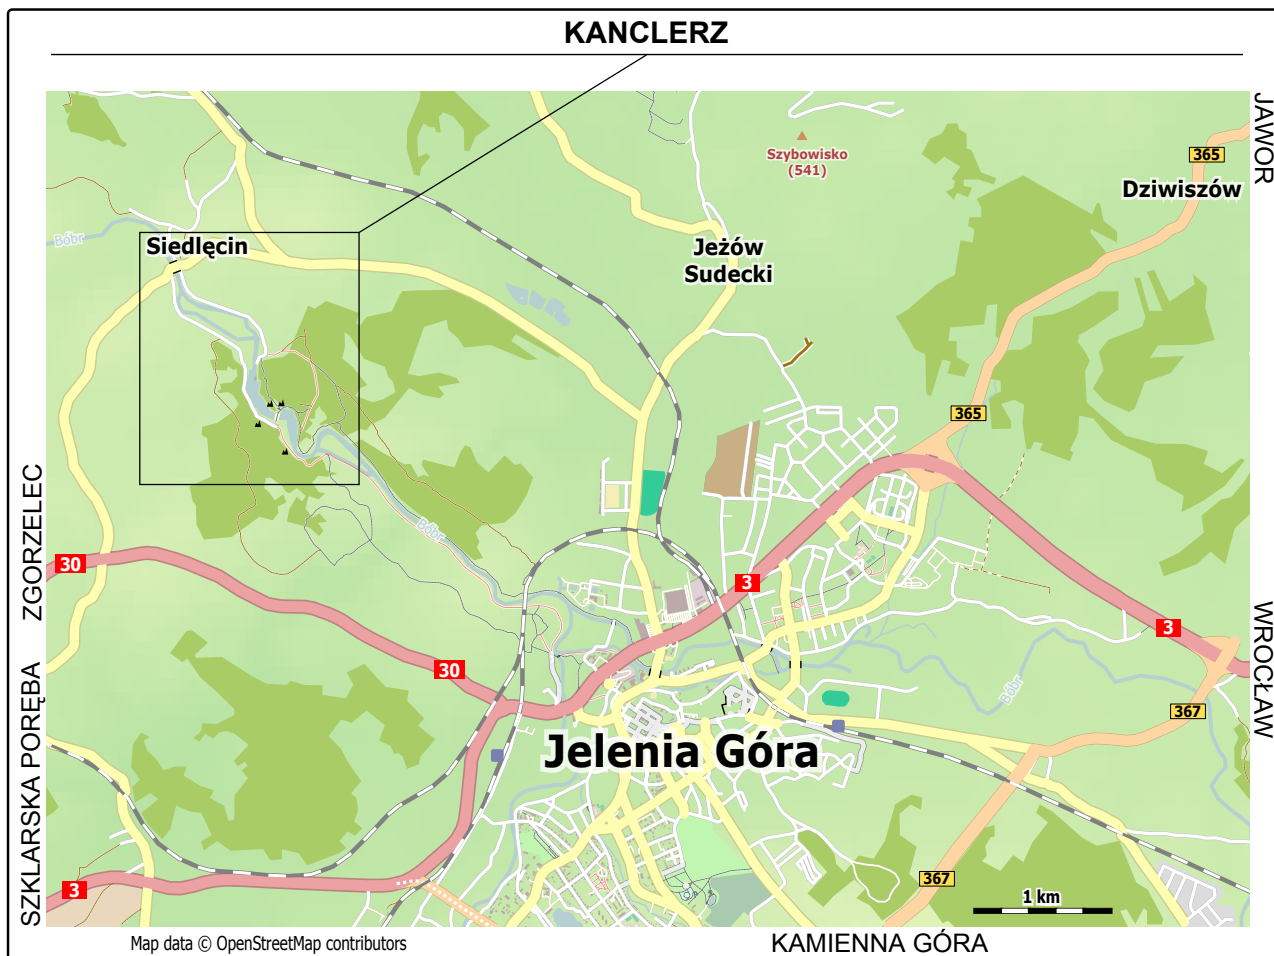 KANCLERZ
JAWOR
Szybowisko
(541)
365
Dziwiszów
Bóbr
Siedlęcin
Jeżów
Sudecki
365
ZGORZELEC
Bóbr
30
3
WROCŁAW
3
30
Bóbr
367
SZKLARSKA PORĘBA
Jelenia Góra
3
367
1 km
Map data © OpenStreetMap contributors
KAMIENNA GÓRA